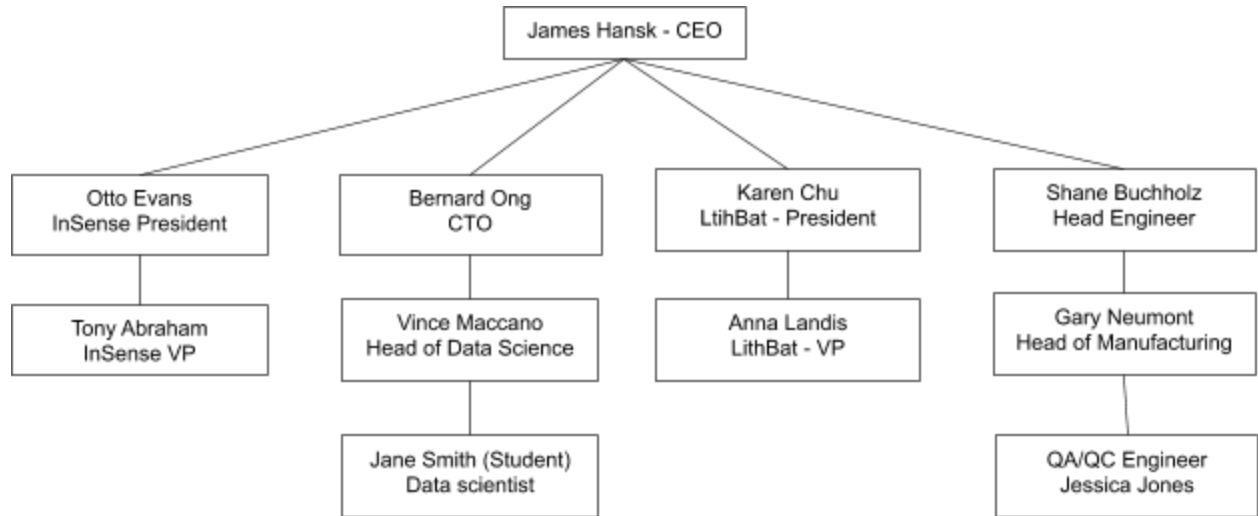 James Hansk - CEO
Otto Evans
InSense President
Bernard Ong
CTO
Karen Chu
LtihBat - President
Shane Buchholz
Head Engineer
Tony Abraham
InSense VP
Vince Maccano
Head of Data Science
Anna Landis
LithBat - VP
Gary Neumont
Head of Manufacturing
Jane Smith (Student)
Data scientist
QA/QC Engineer
Jessica Jones